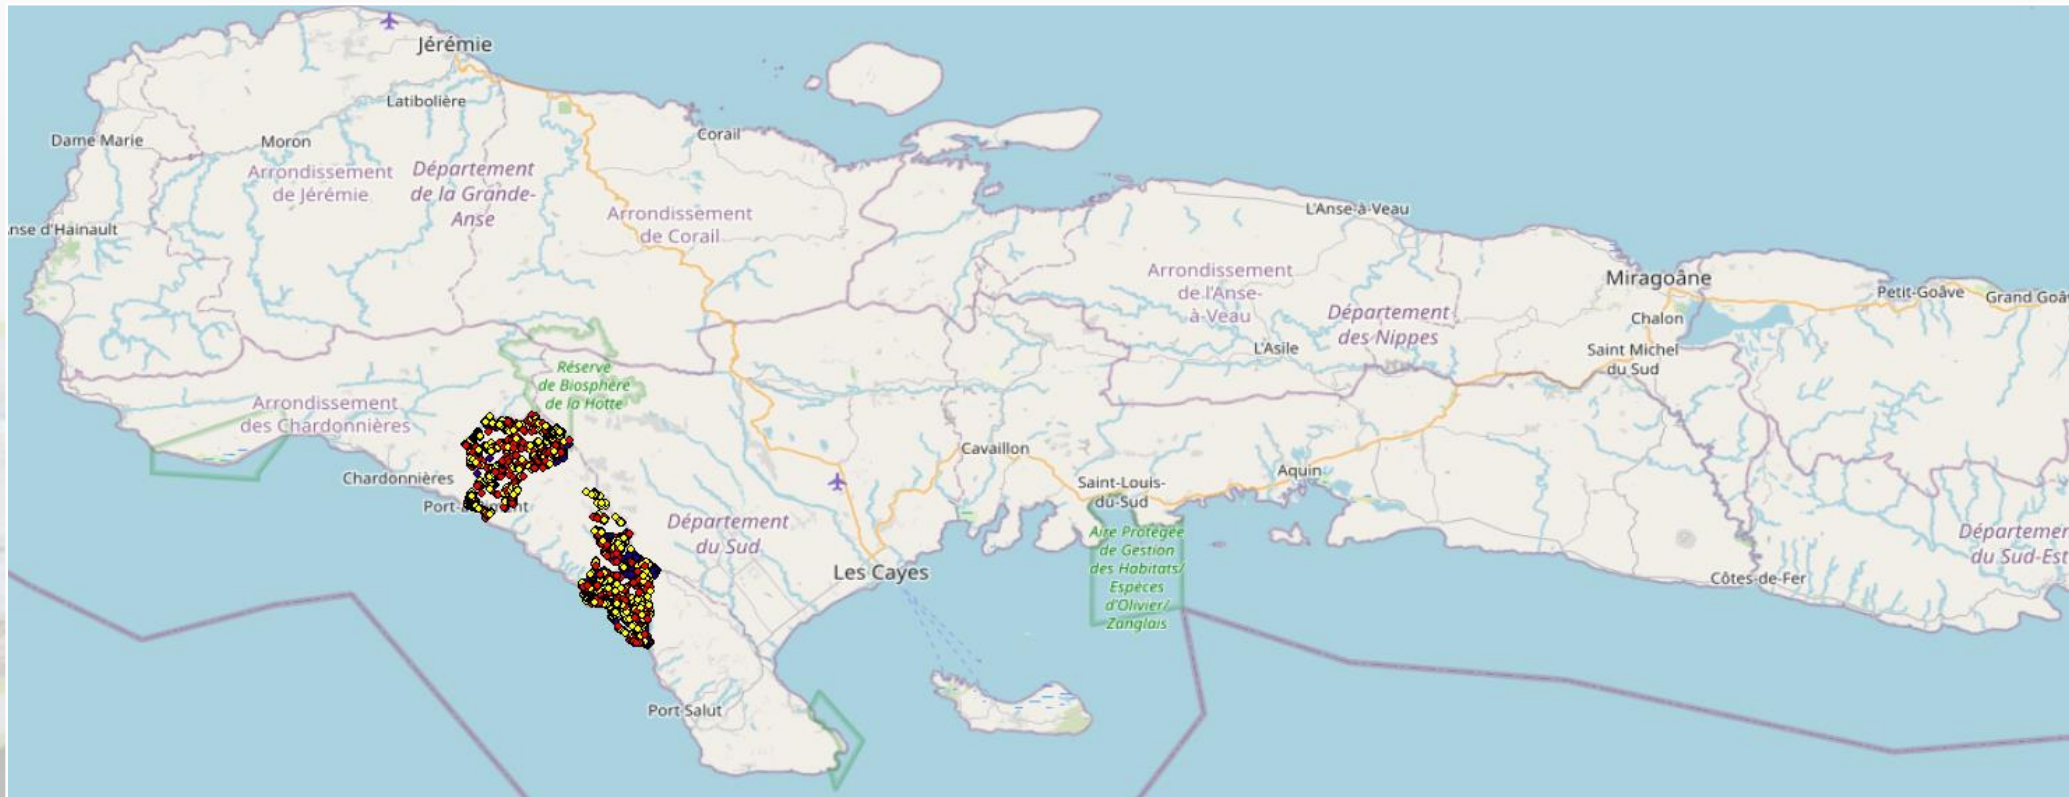 Jérémie
Latibolière
Dame Marie
Moron
Corail
Arrondissement
de Jérémie
Département
de la Grande-
Anse
Arrondissement
de Corail
L'Anse-à-Veau
nse d'Hainault
Arrondissement
de l'Anse-
à Veau
Miragoâne
Petit-Goâve
Grand Goâv
Département
des Nippes
Chalon
L'Asile
Saint Michel
du Sud
Réserve
de Biosphère
de la Hotte
Arrondissement
des Chardonnières
Chardonnières
Cavaillon
Aquin
Saint-Louis-
du-Sud
Département
du Sud
Aire Protégée
de Gestion
des Habitats/
Espèces
d'Olivier/
Zanglais
Départemen
du Sud-Est
Les Cayes
Côtes-de-Fer
Port Salut